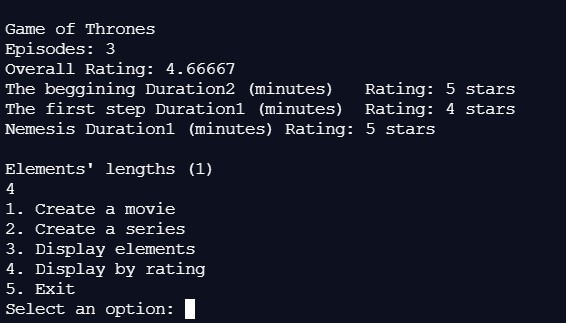 Game of Thrones
Episodes: 3
Overall Rating: 4.66667
The beggining Duration2 (minutes)   Rating: 5 stars
The first step Duration1 (minutes)  Rating: 4 stars
Nemesis Duration1 (minutes) Rating: 5 stars
Elements' lengths (1)
4
1. Create a movie
2. Create a series
3. Display elements
4. Display by rating
5. Exit
Select an option: